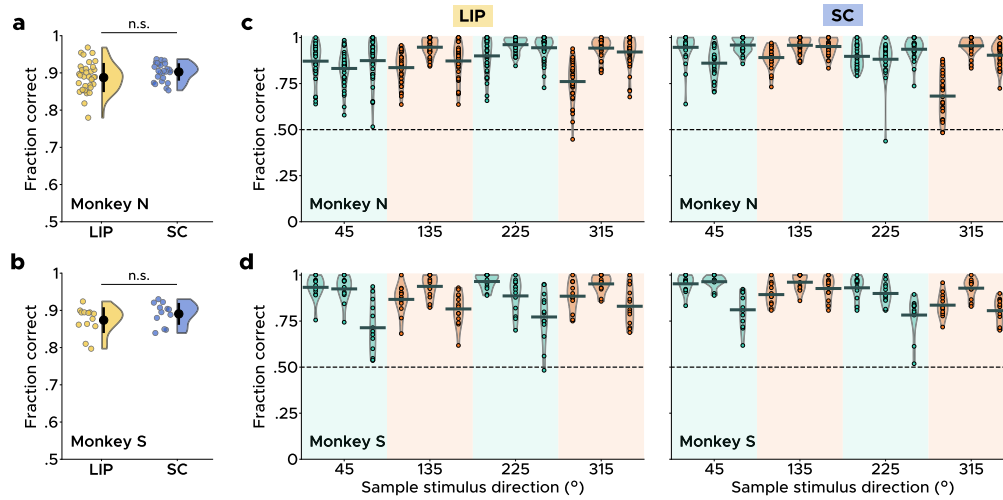 a
n.s.
1
.9
.8
.7
.6
.5
Fraction correct
Monkey N
LIP SC
b
n.s.
1
.9
.8
.7
.6
.5
Fraction correct
Monkey S
LIP SC
LIP SC
c
1
.75
.50
.25
0
Fraction correct
Monkey N
45 135 225 315
Monkey N
45 135 225 315
d
1
.75
.50
.25
0
Fraction correct
Monkey S
45 135 225 315
Sample stimulus direction (º)
Monkey S
45 135 225 315
Sample stimulus direction (º)